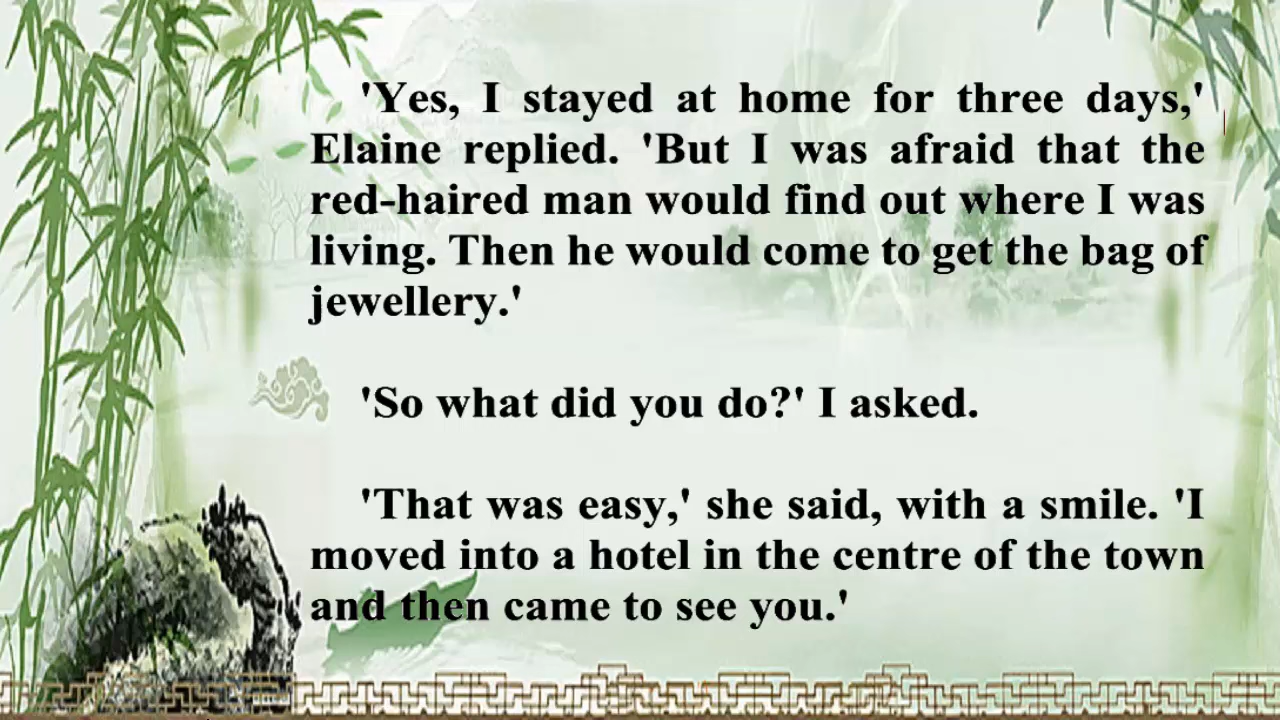 'Yes, I stayed at home for three days,'
Elaine replied. 'But I was afraid that the
red-haired man would find out where I was
living. Then he would come to get the bag of
jewellery.'
'So what did you do?' I asked.
'That was easy,' she said, with a smile. 'I
moved into a hotel in the centre of the town
and then came to see you.'